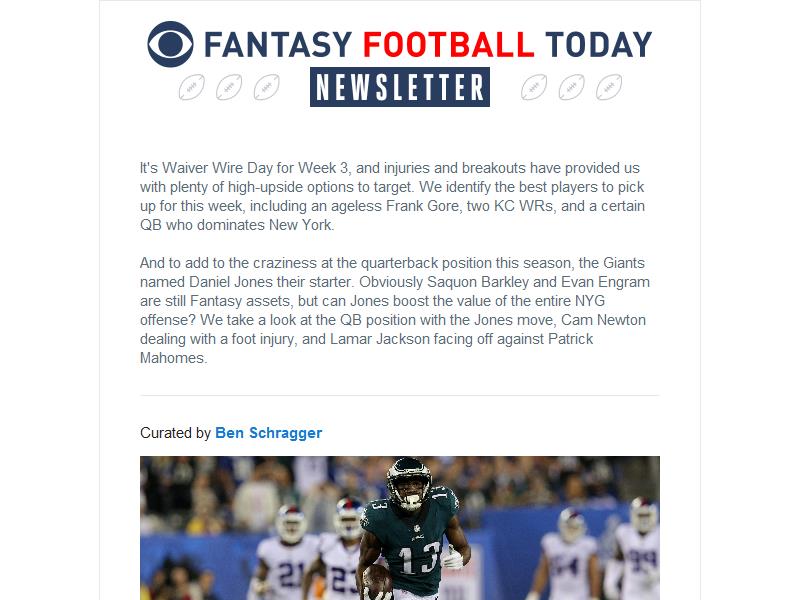 FANTASY FOOTBALL TODAY
NEWSLETTER
It's Waiver Wire Day for Week 3, and injuries and breakouts have provided us
with plenty of high-upside options to target. We identify the best players to pick
up for this week, including an ageless Frank Gore, two KC WRs, and a certain
QB who dominates New York.
And to add to the craziness at the quarterback position this season, the Giants
named Daniel Jones their starter. Obviously Saquon Barkley and Evan Engram
are still Fantasy assets, but can Jones boost the value of the entire NYG
offense? We take a look at the QB position with the Jones move, Cam Newton
dealing with a foot injury, and Lamar Jackson facing off against Patrick
Mahomes.
Curated by Ben Schragger
13
13
13
21
23
54
99